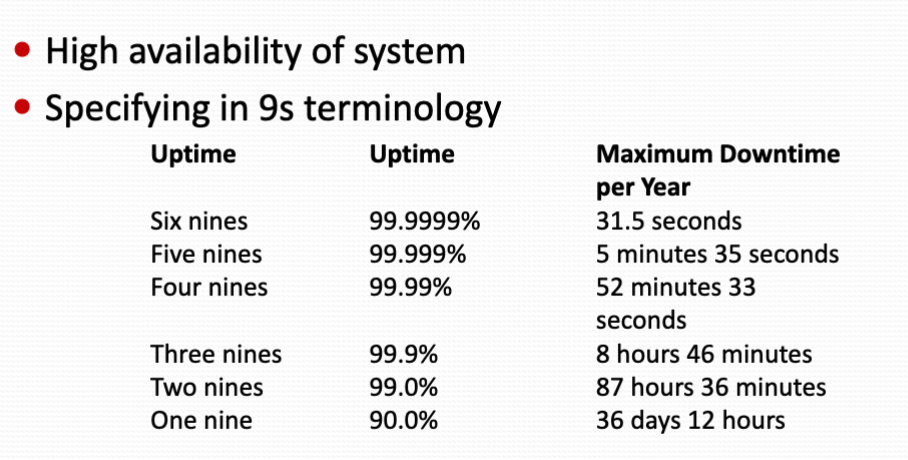 • High availability of system
• Specifying in 9s terminology
Uptime Uptime Maximum Downtime
per Year
Six nines 99.9999% 31.5 seconds
Five nines 99.999% 5 minutes 35 seconds
Four nines 99.99% 52 minutes 33
seconds
Three nines 99.9% 8 hours 46 minutes
Two nines 99.0% 87 hours 36 minutes
One nine 90.0% 36 days 12 hours